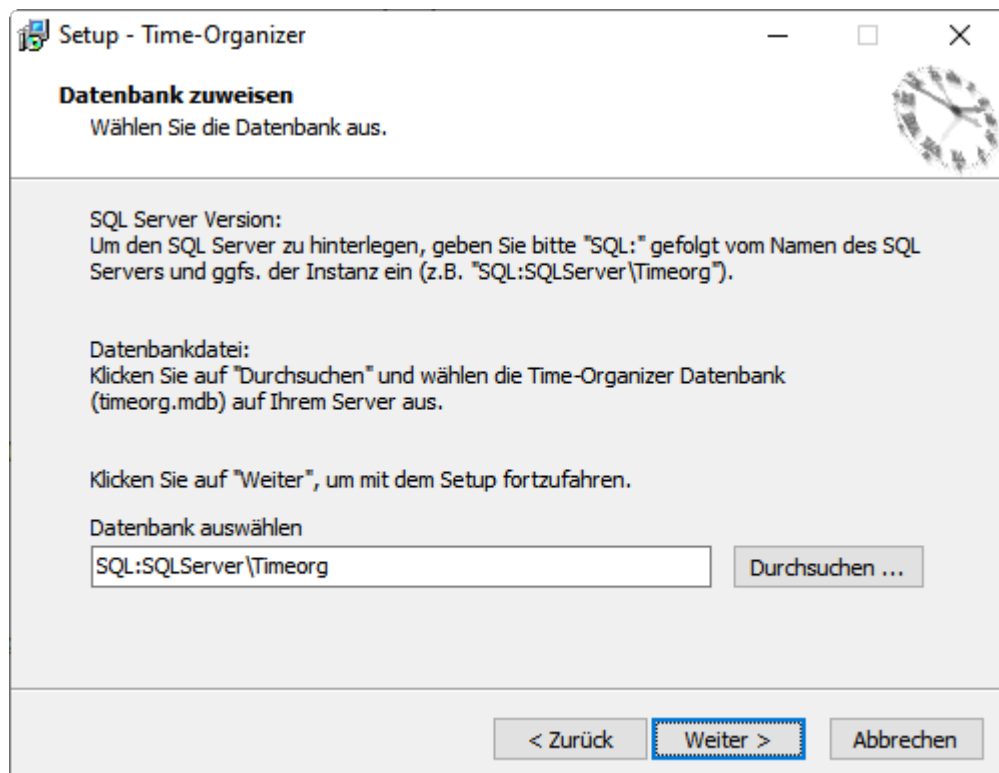 Setup - Time-Organizer
Datenbank zuweisen
Wählen Sie die Datenbank aus.
SQL Server Version:
Um den SQL Server zu hinterlegen, geben Sie bitte "SQL:" gefolgt vom Namen des SQL
Servers und ggfs. der Instanz ein (z.B. "SQL:SQLServer\Timeorg").
Datenbankdatei:
Klicken Sie auf "Durchsuchen" und wählen die Time-Organizer Datenbank
(timeorg.mdb) auf Ihrem Server aus.
Klicken Sie auf "Weiter", um mit dem Setup fortzufahren.
Datenbank auswählen
SQL:SQLServer\Timeorg
Durchsuchen ...
< Zurück
Weiter >
Abbrechen